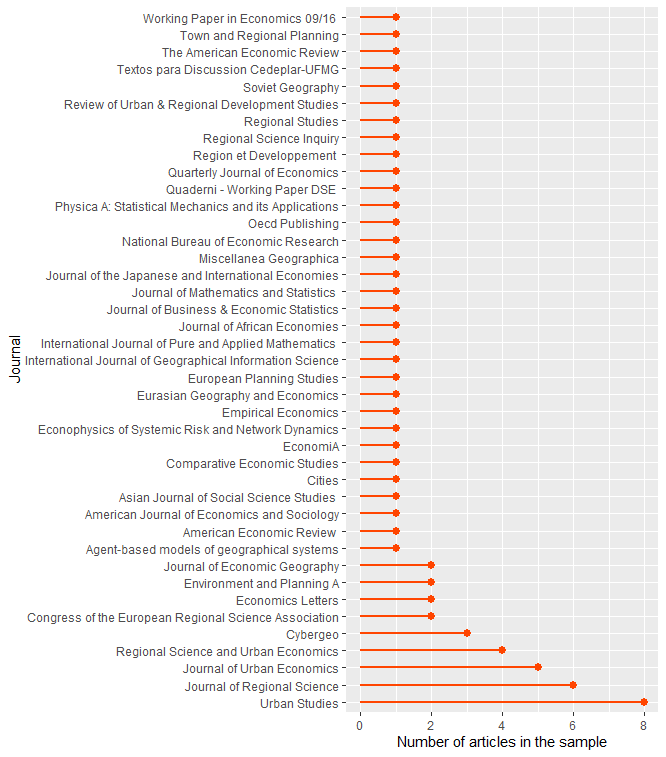 Working Paper in Economics 09/16
Town and Regional Planning
The American Economic Review
Textos para Discussion Cedeplar-UFMG
Soviet Geography
Review of Urban & Regional Development Studies
Regional Studies
Regional Science Inquiry
Region et Developpement
Quarterly Journal of Economics
Quaderni - Working Paper DSE
Physica A: Statistical Mechanics and its Applications
Oecd Publishing
National Bureau of Economic Research
Miscellanea Geographica
Journal of the Japanese and International Economies
Journal of Mathematics and Statistics
Journal of Business & Economic Statistics
Journal of African Economies
International Journal of Pure and Applied Mathematics
International Journal of Geographical Information Science
European Planning Studies
Eurasian Geography and Economics
Empirical Economics
Econophysics of Systemic Risk and Network Dynamics
EconomiA
Comparative Economic Studies
Cities
Asian Journal of Social Science Studies
American Journal of Economics and Sociology
American Economic Review
Agent-based models of geographical systems
Journal of Economic Geography
Environment and Planning A
Economics Letters
Congress of the European Regional Science Association
Cybergeo
Regional Science and Urban Economics
Journal of Urban Economics
Journal of Regional Science
Urban Studies
Journal
0 2 4 6 8
Number of articles in the sample